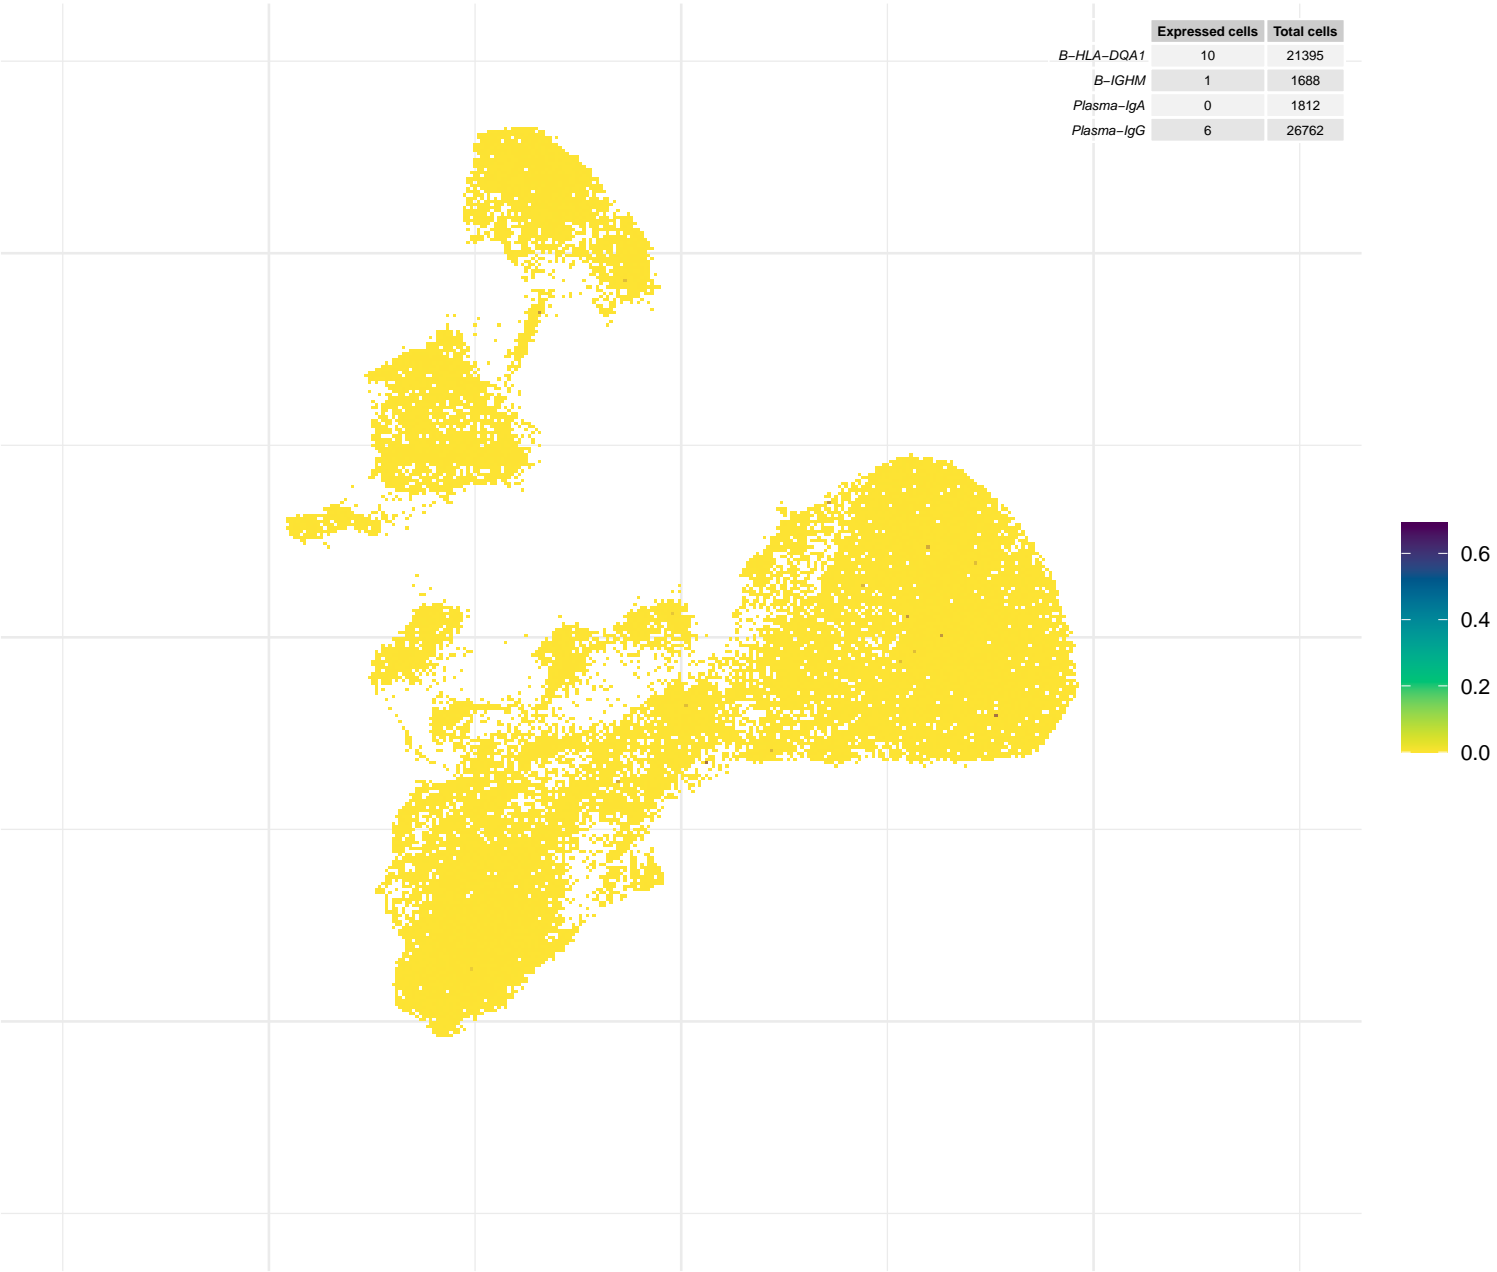 Expressed cells Total cells
B−HLA−DQA1 10 21395
B−IGHM 1 1688
Plasma−IgA 0 1812
Plasma−IgG 6 26762
0.6
0.4
0.2
0.0